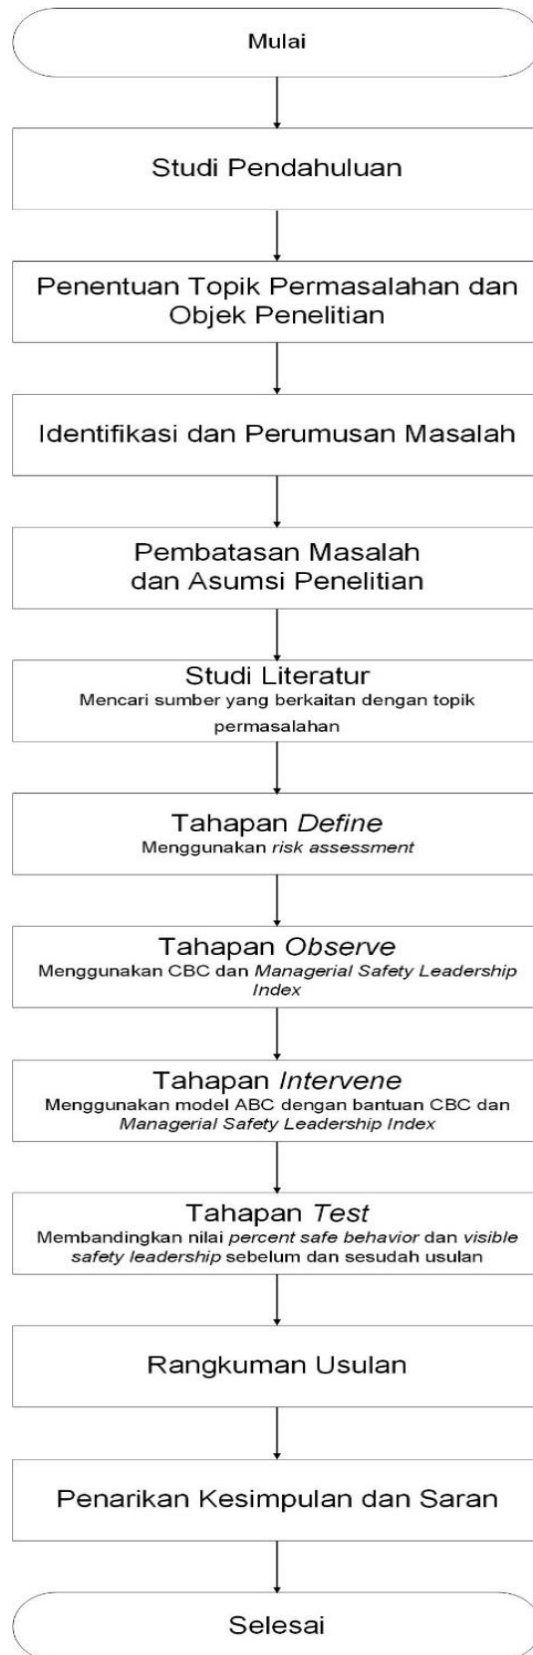 Mulai
Studi Pendahuluan
Penentuan Topik Permasalahan dan
Objek Penelitian
Identifikasi dan Perumusan Masalah
Pembatasan Masalah
dan Asumsi Penelitian
Studi Literatur
Mencari sumber yang berkaitan dengan topik
permasalahan
Tahapan Define
Menggunakan risk assessment
Tahapan Observe
Menggunakan CBC dan Managerial Safety Leadership
Index
Tahapan Intervene
Menggunakan model ABC dengan bantuan CBC dan
Managerial Safety Leadership Index
Tahapan Test
Membandingkan nilai percent safe behavior dan visible
safety leadership sebelum dan sesudah usulan
Rangkuman Usulan
Penarikan Kesimpulan dan Saran
Selesai